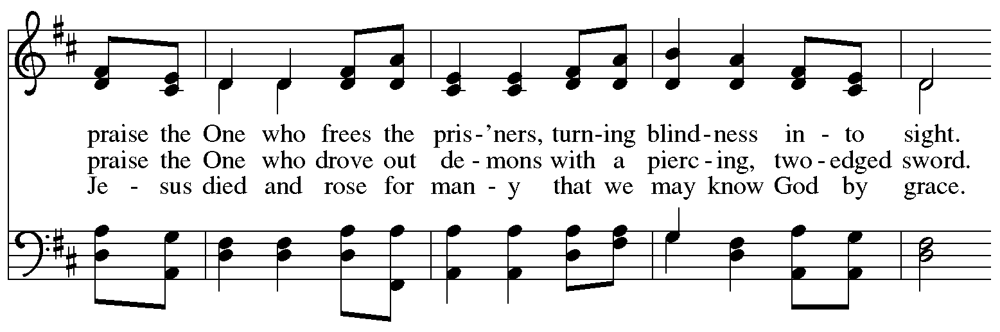 praise the One who frees the pris-’ners, turn-ing blind-ness in - to sight.
praise the One who drove out de - mons with a pierc - ing, two - edged sword.
Je - sus died and rose for man - y that we may know God by grace.